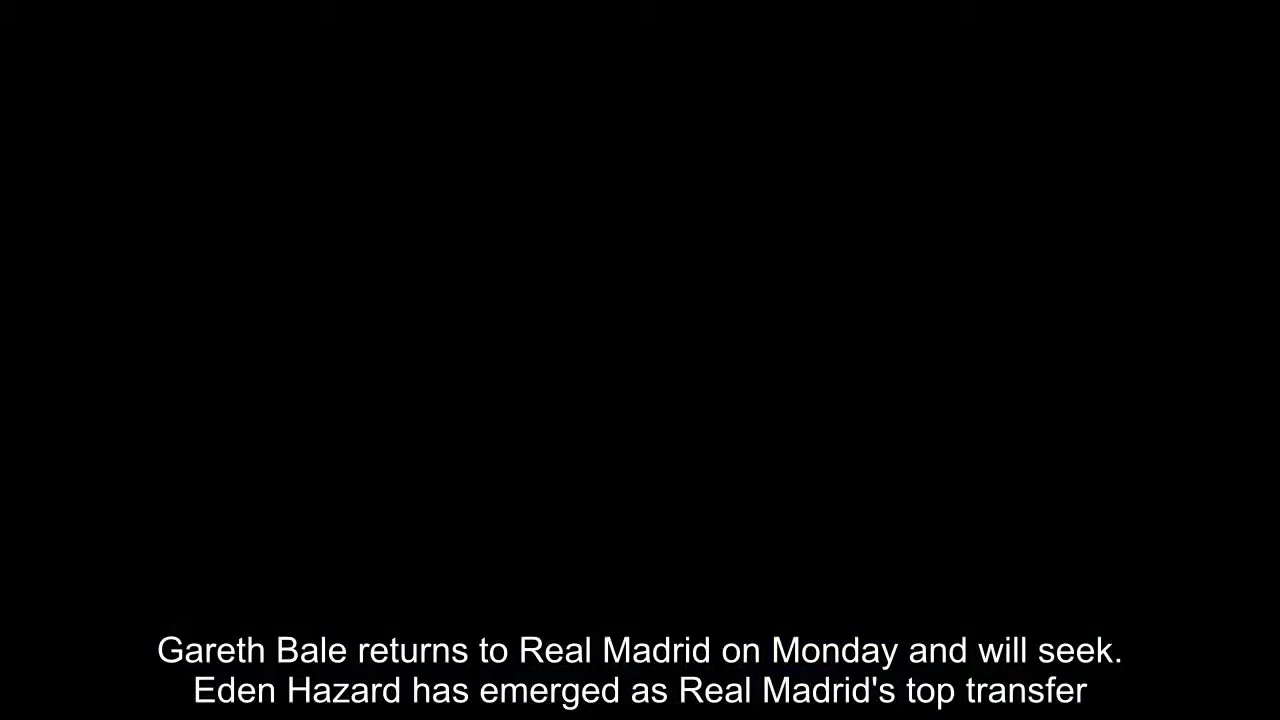 Gareth Bale returns to Real Madrid on Monday and will seek.
Eden Hazard has emerged as Real Madrid's top transfer